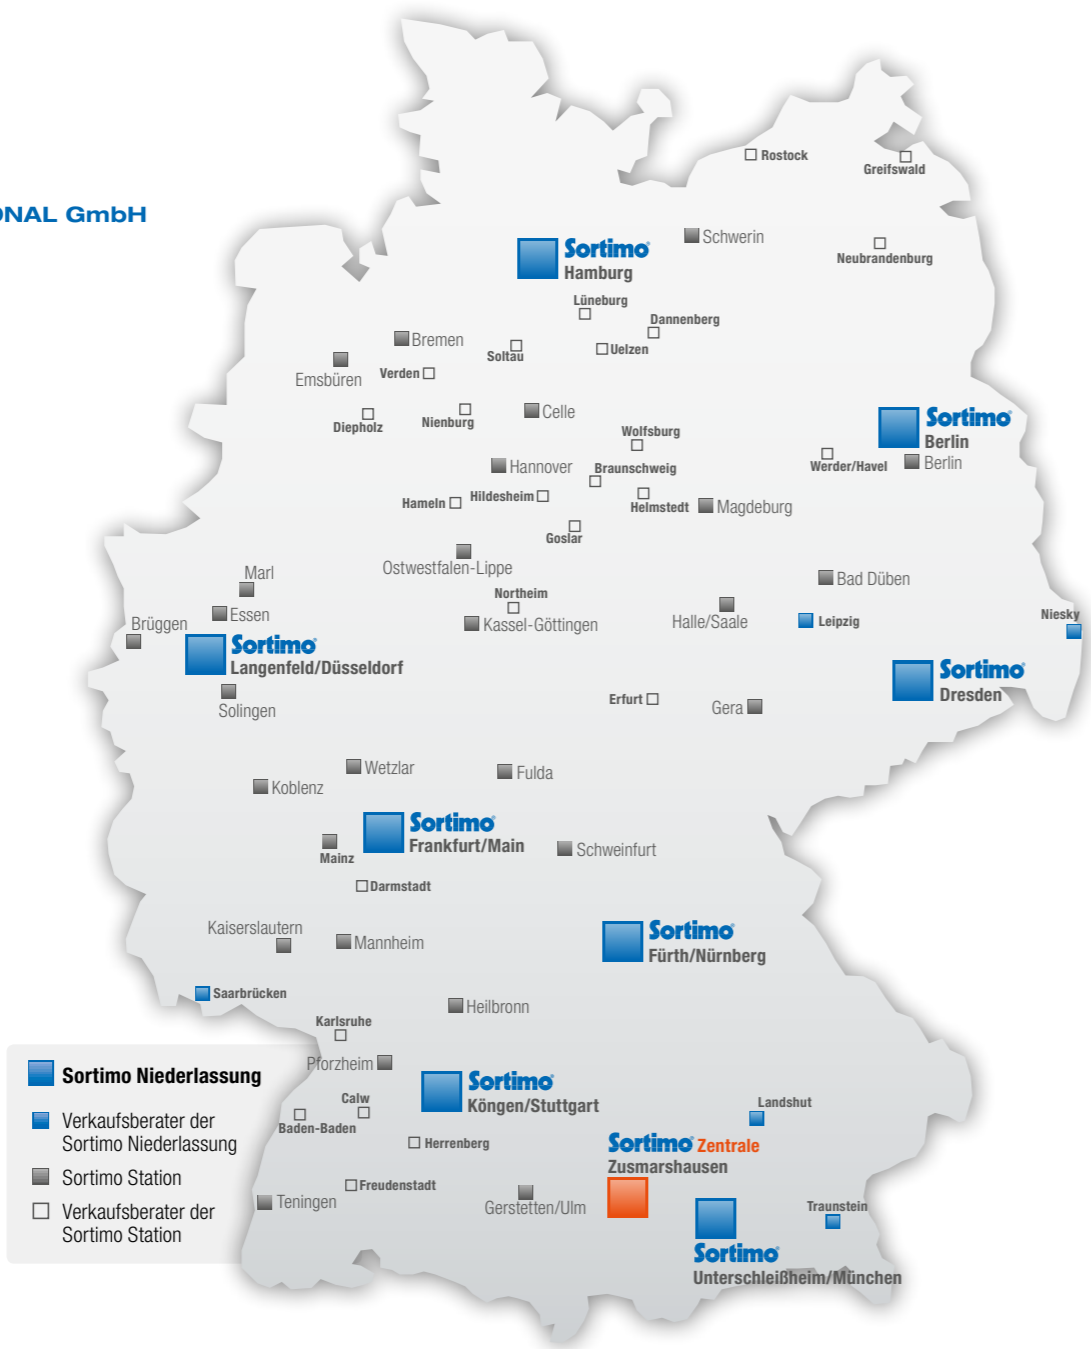 ONAL GmbH
Rostock
Greifswald
Schwerin
Sortimo®
Hamburg
Neubrandenburg
Lüneburg
Dannenberg
Bremen
Soltau
Uelzen
Emsbüren
Verden
Diepholz
Nienburg
Celle
Sortimo®
Berlin
Wolfsburg
Werder/Havel
Berlin
Hannover
Braunschweig
Hameln
Hildesheim
Helmstedt
Magdeburg
Goslar
Ostwestfalen-Lippe
Marl
Bad Düben
Northeim
Essen
Brüggen
Kassel-Göttingen
Halle/Saale
Leipzig
Niesky
Sortimo®
Langenfeld/Düsseldorf
Sortimo®
Dresden
Solingen
Erfurt
Gera
Wetzlar
Fulda
Koblenz
Sortimo®
Frankfurt/Main
Mainz
Schweinfurt
Darmstadt
Kaiserslautern
Mannheim
Sortimo®
Fürth/Nürnberg
Saarbrücken
Heilbronn
Karlsruhe
Pforzheim
Sortimo®
Köngen/Stuttgart
Calw
Baden-Baden
Landshut
Herrenberg
Sortimo® Zentrale
Zusmarshausen
Freudenstadt
Teningen
Gerstetten/Ulm
Traunstein
Sortimo®
Unterschleißheim/München
Sortimo Niederlassung
Verkaufsberater der
Sortimo Niederlassung
Sortimo Station
Verkaufsberater der
Sortimo Station